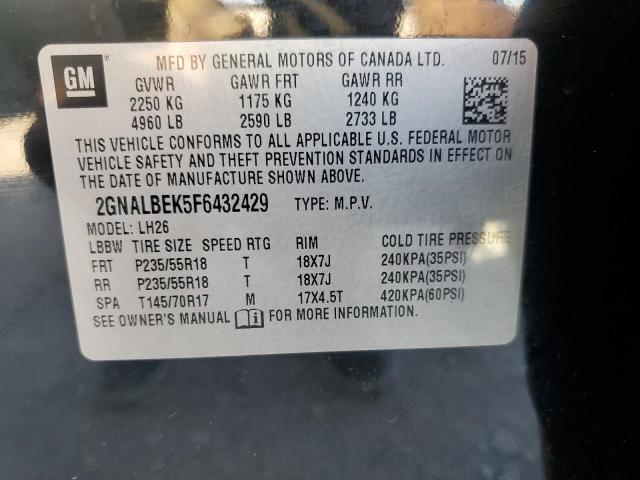 GM ®
MFD BY GENERAL MOTORS OF CANADA LTD. 07/15
GVWR GAWR FRT GAWR RR
2250 KG 1175 KG 1240 KG
4960 LB 2590 LB 2733 LB
THIS VEHICLE CONFORMS TO ALL APPLICABLE U.S. FEDERAL MOTOR
VEHICLE SAFETY AND THEFT PREVENTION STANDARDS IN EFFECT ON
THE DATE OF MANUFACTURE SHOWN ABOVE.
2GNALBEK5F6432429 TYPE: M.P.V.
MODEL: LH26
LBBW TIRE SIZE SPEED RTG RIM COLD TIRE PRESSURE
FRT P235/55R18 T 18X7J 240KPA(35PSI)
RR P235/55R18 T 18X7J 240KPA(35PSI)
SPA T145/70R17 M 17X4.5T 420KPA(60PSI)
SEE OWNER'S MANUAL FOR MORE INFORMATION.